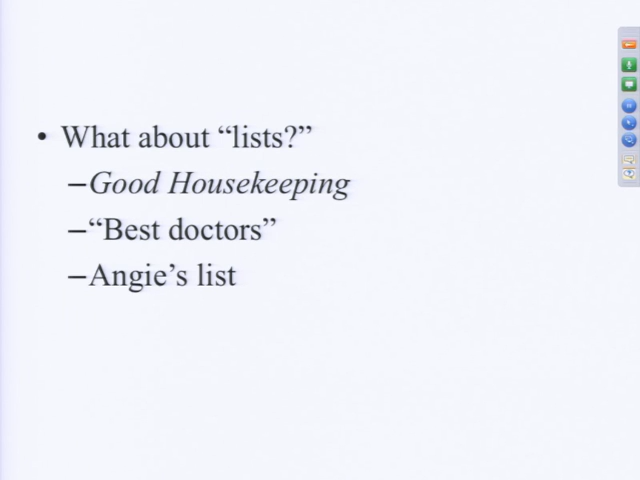 • What about “lists?”
–Good Housekeeping
–“Best doctors”
–Angie’s list